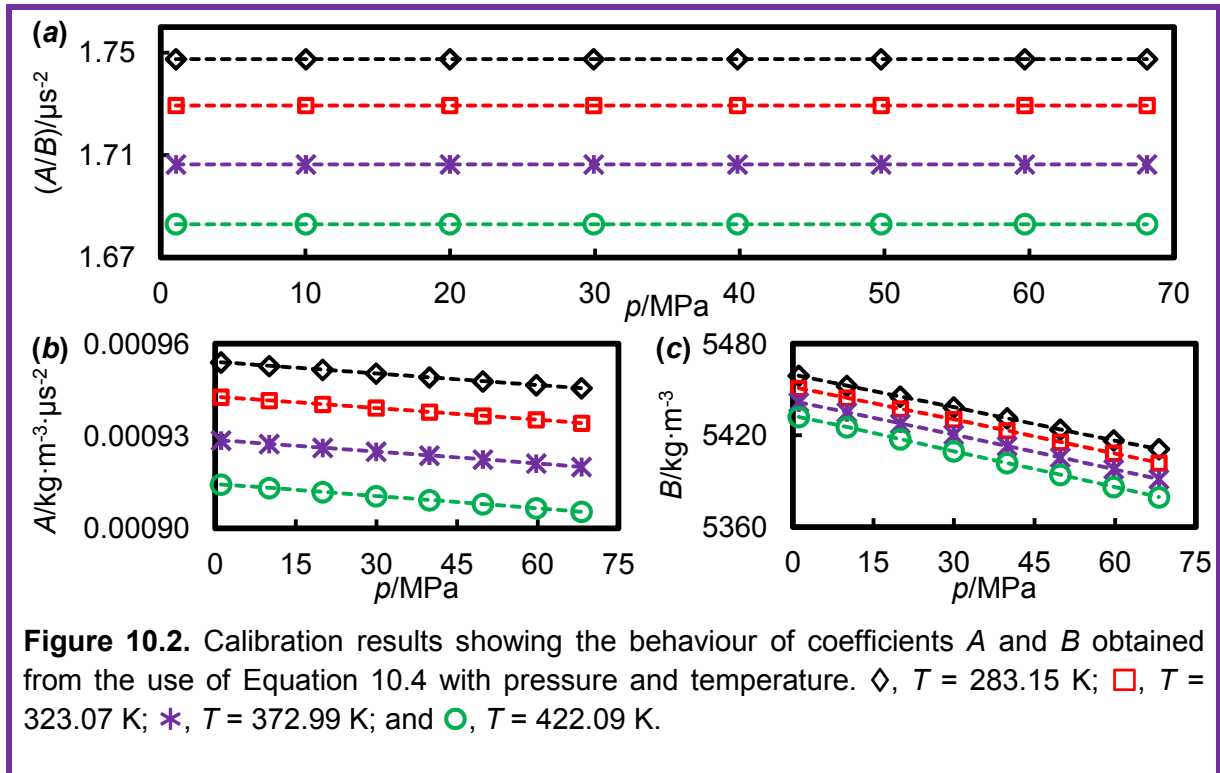 (a)
1.75
1.71
1.67
(A/B)/μs⁻²
0 10 20 30 40 50 60 70
p/MPa
(b)
0.00096
0.00093
0.00090
A/kg·m⁻³·μs⁻²
0 15 30 45 60 75
p/MPa
(c)
5480
5420
5360
B/kg·m⁻³
0 15 30 45 60 75
p/MPa
Figure 10.2. Calibration results showing the behaviour of coefficients A and B obtained
from the use of Equation 10.4 with pressure and temperature. ◇, T = 283.15 K; □, T =
323.07 K; ✳, T = 372.99 K; and ○, T = 422.09 K.